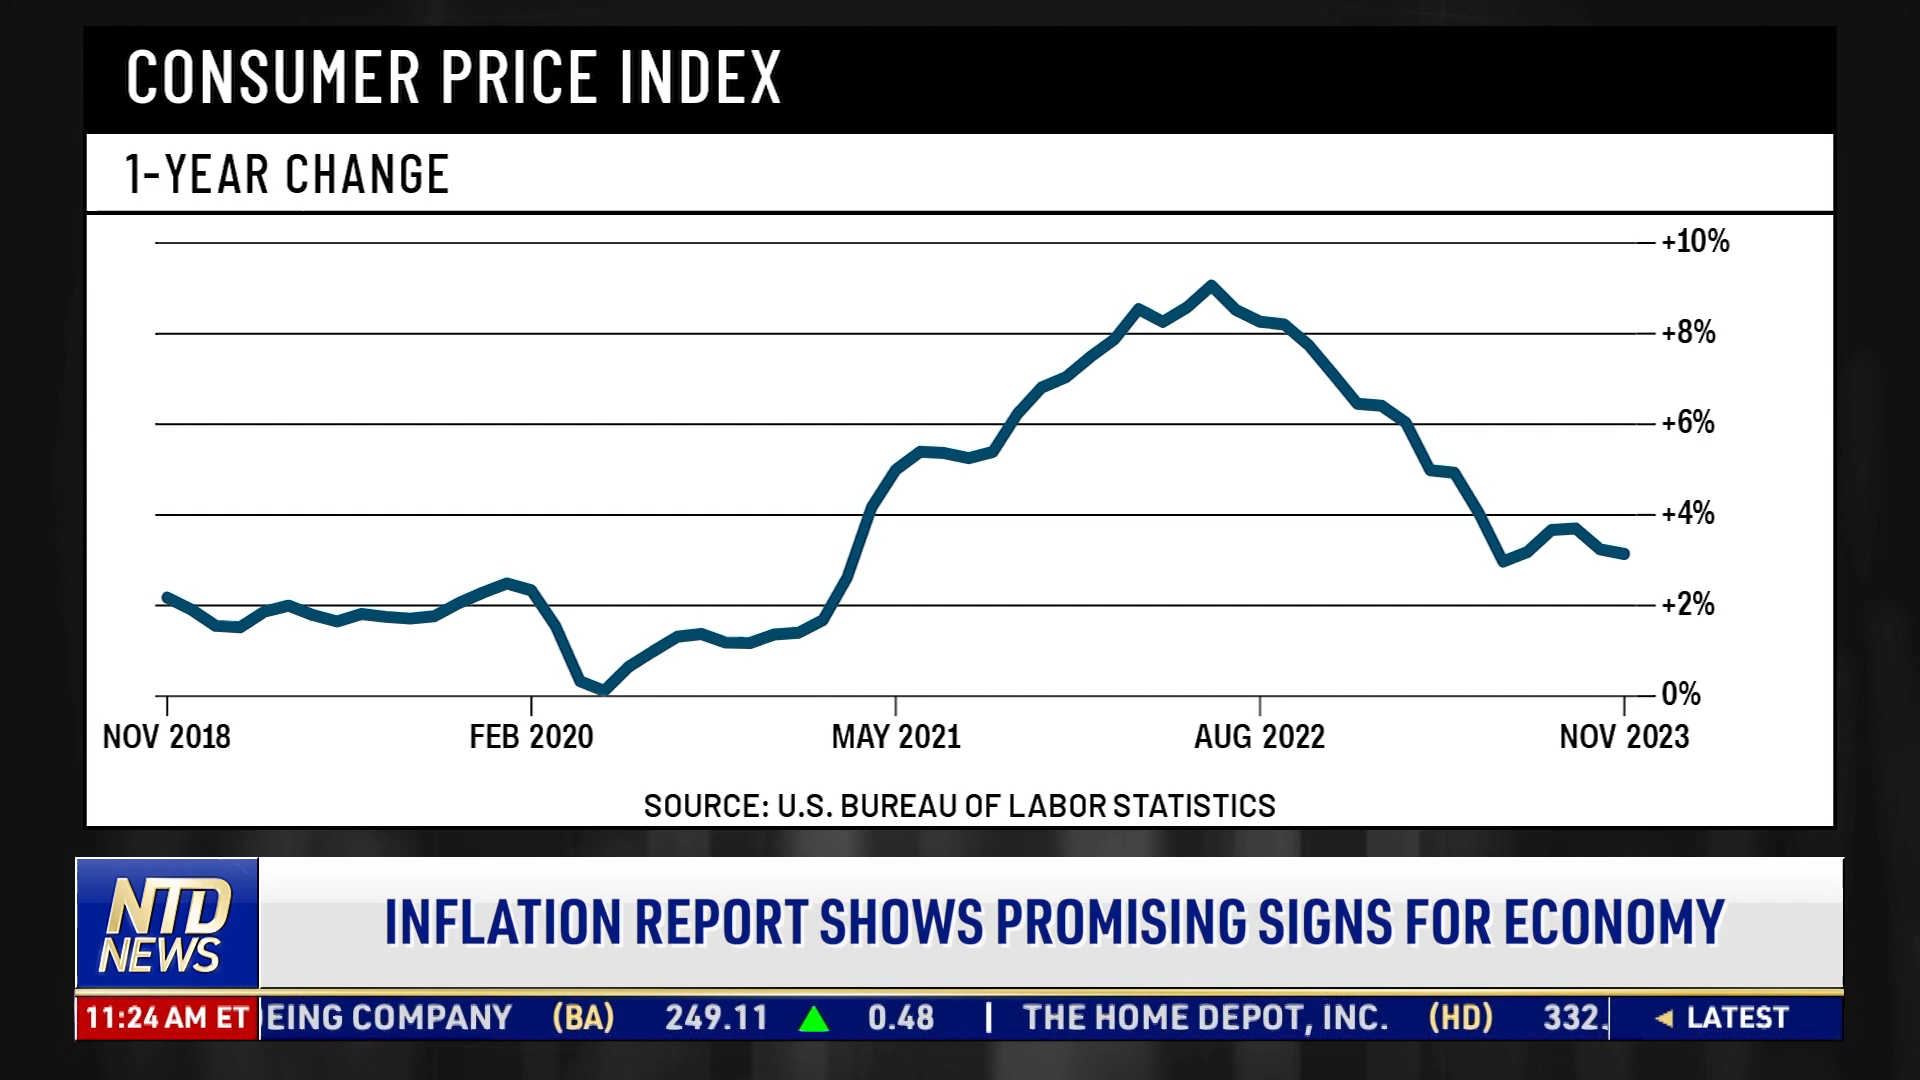 CONSUMER PRICE INDEX
1-YEAR CHANGE
+10%
+8%
+6%
+4%
+2%
0%
NOV 2018 FEB 2020 MAY 2021 AUG 2022 NOV 2023
SOURCE: U.S. BUREAU OF LABOR STATISTICS
NTD NEWS
INFLATION REPORT SHOWS PROMISING SIGNS FOR ECONOMY
11:24 AM ET EING COMPANY (BA) 249.11 ▲ 0.48 | THE HOME DEPOT, INC. (HD) 332. ◄ LATEST